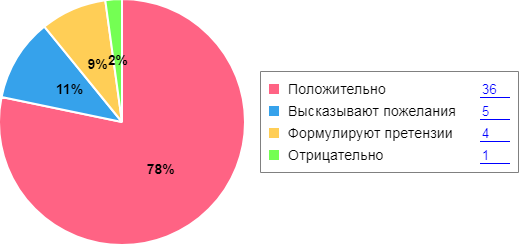 2%
9%
11%
78%
Положительно 36
Высказывают пожелания 5
Формулируют претензии 4
Отрицательно 1